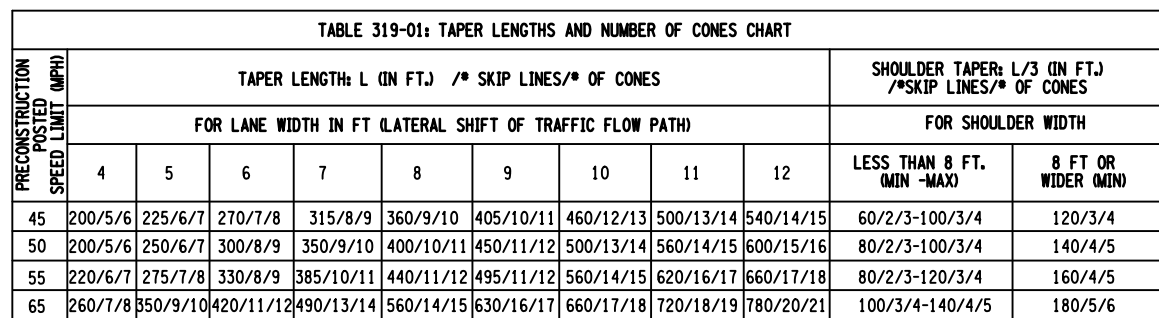 TABLE 319-01: TAPER LENGTHS AND NUMBER OF CONES CHART
PRECONSTRUCTION
POSTED
SPEED LIMIT (MPH)
TAPER LENGTH: L (IN FT.) /* SKIP LINES/* OF CONES
SHOULDER TAPER: L/3 (IN FT.)
/*SKIP LINES/* OF CONES
FOR LANE WIDTH IN FT (LATERAL SHIFT OF TRAFFIC FLOW PATH)
FOR SHOULDER WIDTH
4 5 6 7 8 9 10 11 12
LESS THAN 8 FT.
(MIN -MAX)
8 FT OR
WIDER (MIN)
45 200/5/6 225/6/7 270/7/8 315/8/9 360/9/10 405/10/11 460/12/13 500/13/14 540/14/15 60/2/3-100/3/4 120/3/4
50 200/5/6 250/6/7 300/8/9 350/9/10 400/10/11 450/11/12 500/13/14 560/14/15 600/15/16 80/2/3-100/3/4 140/4/5
55 220/6/7 275/7/8 330/8/9 385/10/11 440/11/12 495/11/12 560/14/15 620/16/17 660/17/18 80/2/3-120/3/4 160/4/5
65 260/7/8 350/9/10 420/11/12 490/13/14 560/14/15 630/16/17 660/17/18 720/18/19 780/20/21 100/3/4-140/4/5 180/5/6